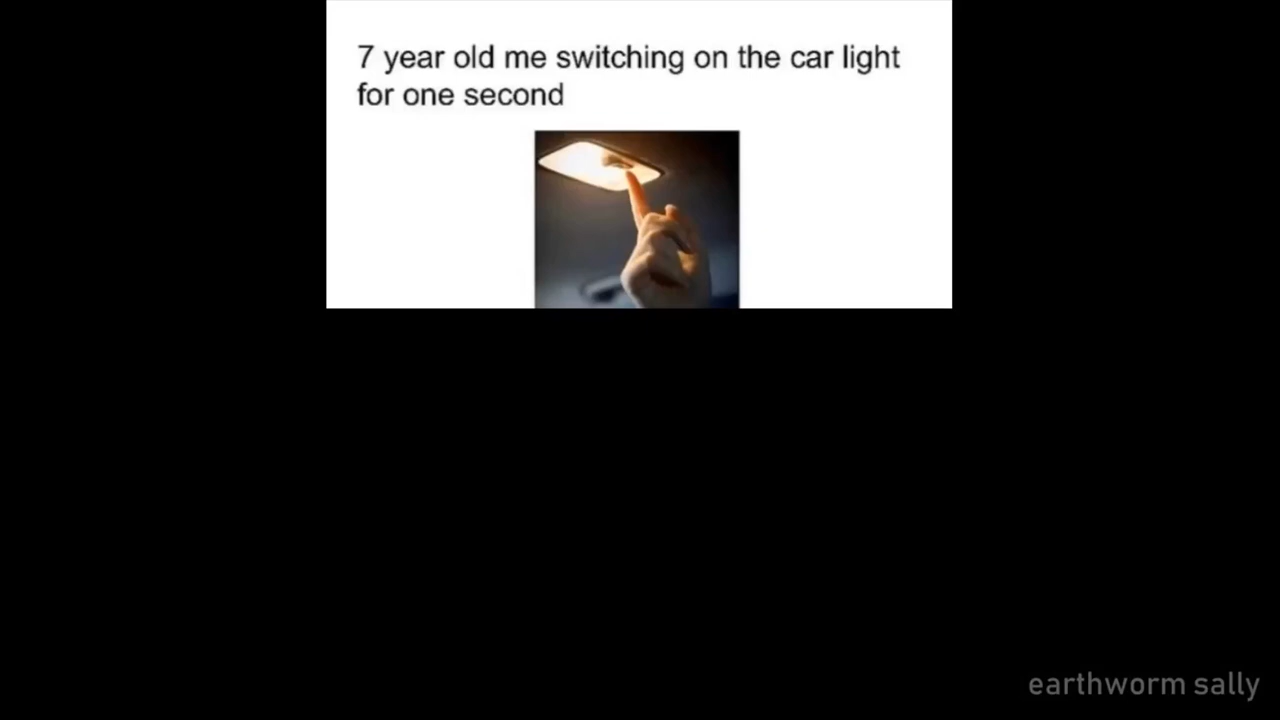 7 year old me switching on the car light
for one second
earthworm sally